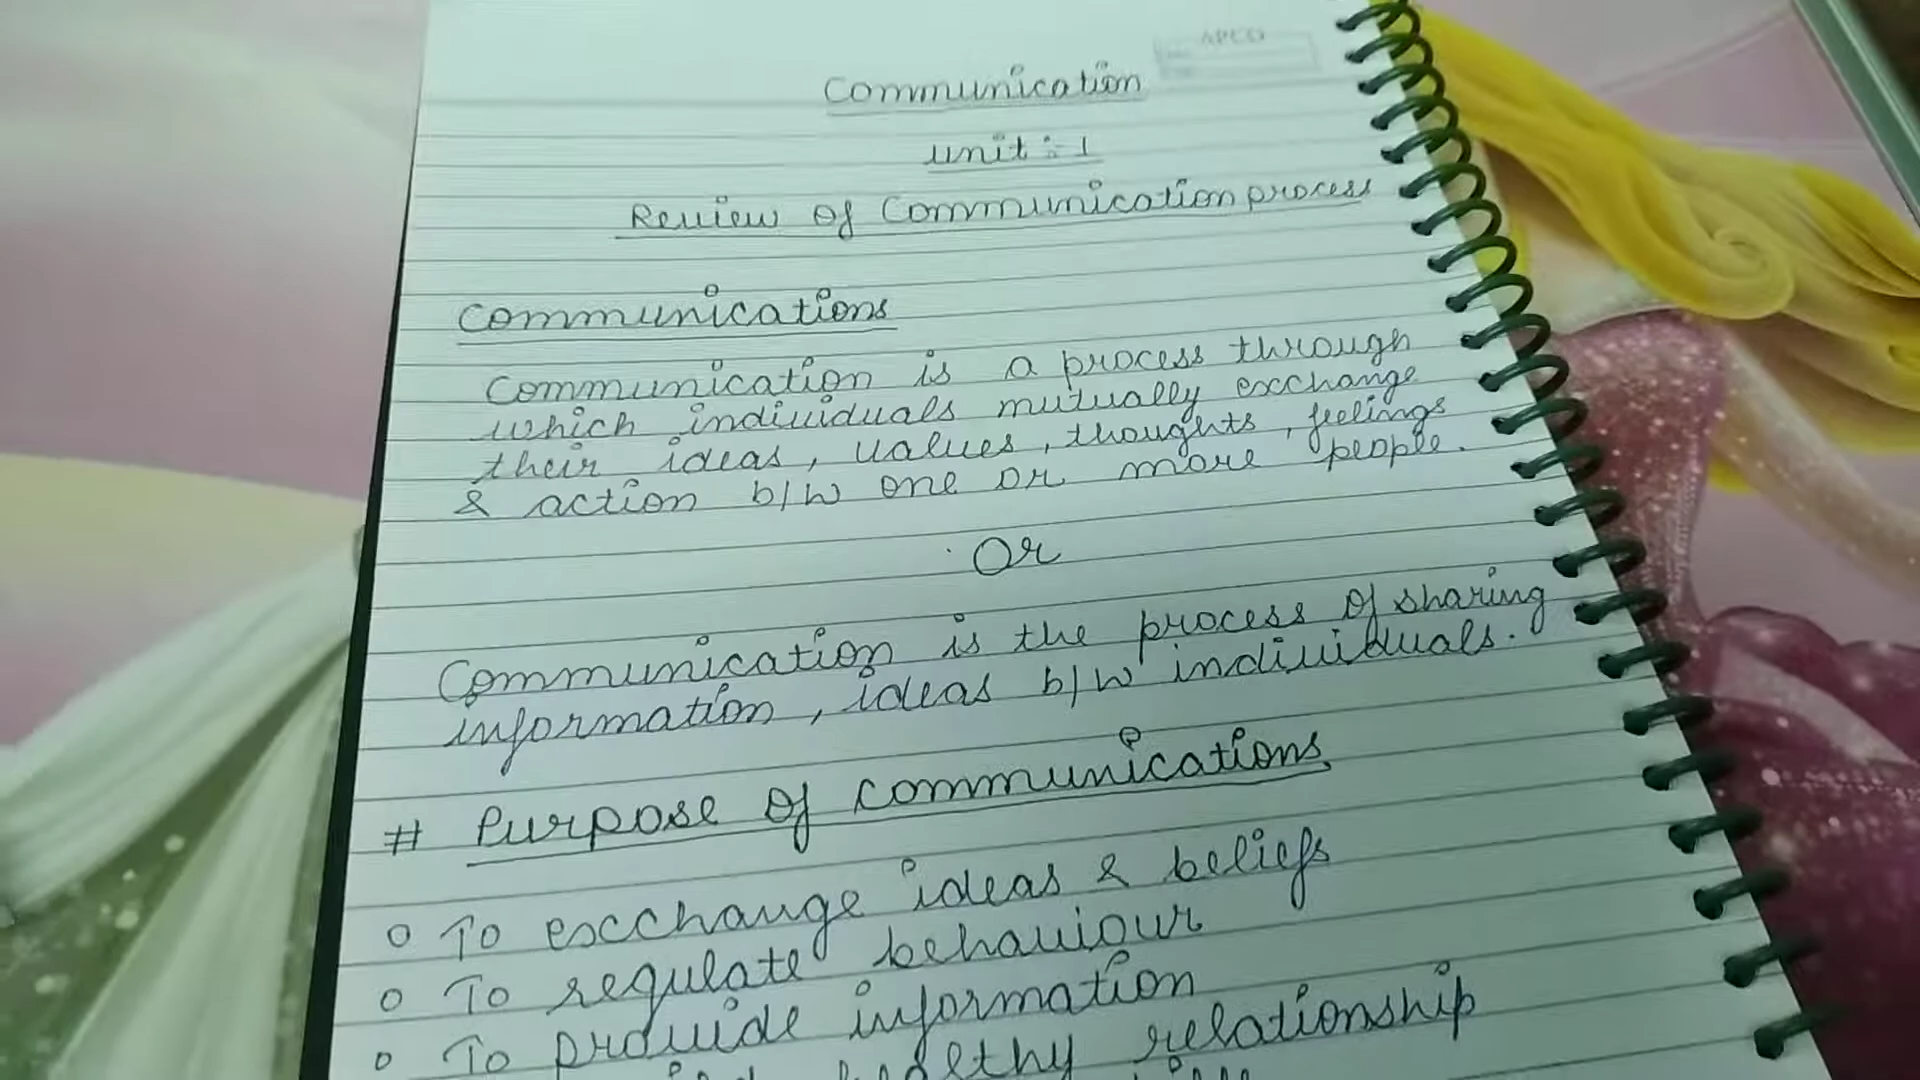 APCO
Communication
unit :- 1
Review of Communication process
Communications
Communication is a process through
which individuals mutually exchange
their ideas, values, thoughts, feelings
& action b/w one or more people.
Or
Communication is the process of sharing
information, ideas b/w individuals.
# Purpose of communications
o To exchange ideas & beliefs
o To regulate behaviour
o To provide information
healthy relationship